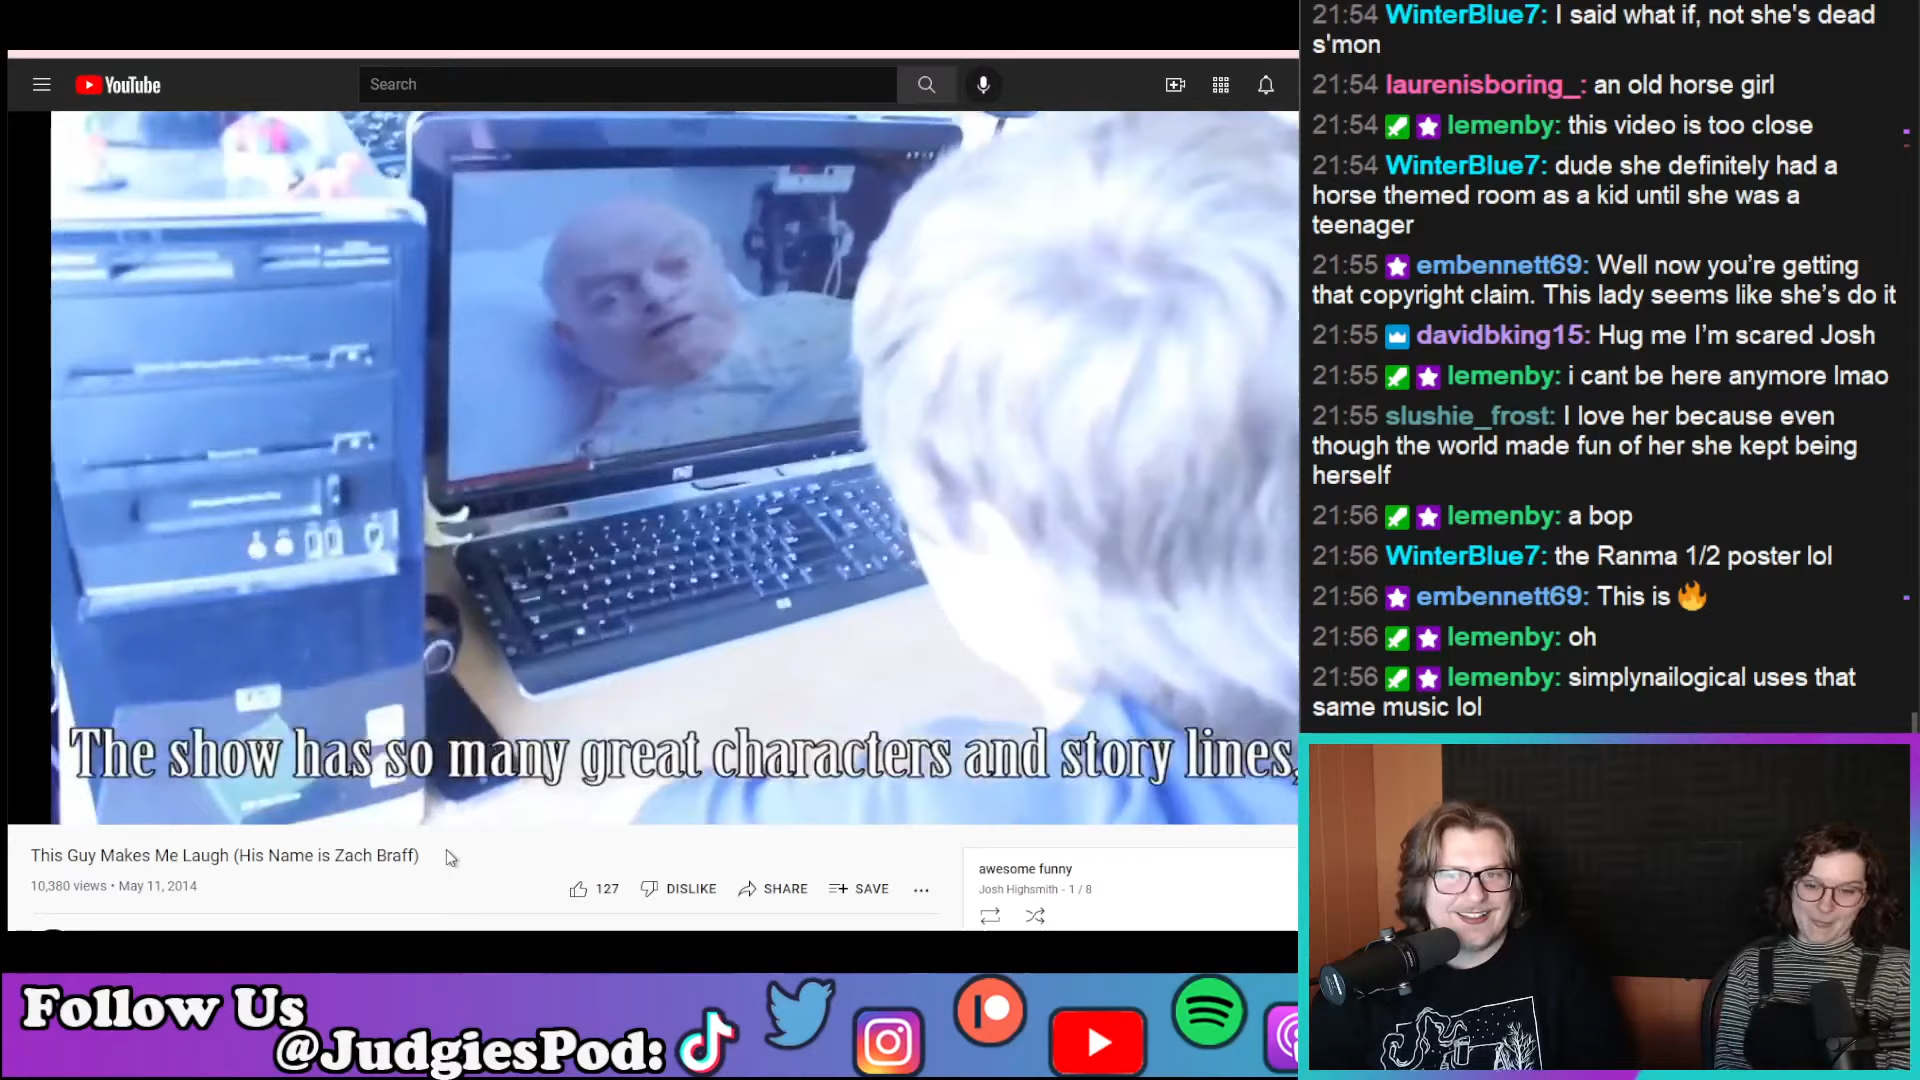 YouTube
Search
The show has so many great characters and story lines,
This Guy Makes Me Laugh (His Name is Zach Braff)
10,380 views • May 11, 2014
127
DISLIKE
SHARE
SAVE
awesome funny
Josh Highsmith - 1 / 8
21:54 WinterBlue7: I said what if, not she's dead
s'mon
21:54 laurenisboring_: an old horse girl
21:54 lemenby: this video is too close
21:54 WinterBlue7: dude she definitely had a
horse themed room as a kid until she was a
teenager
21:55 embennett69: Well now you’re getting
that copyright claim. This lady seems like she’s do it
21:55 davidbking15: Hug me I’m scared Josh
21:55 lemenby: i cant be here anymore lmao
21:55 slushie_frost: I love her because even
though the world made fun of her she kept being
herself
21:56 lemenby: a bop
21:56 WinterBlue7: the Ranma 1/2 poster lol
21:56 embennett69: This is 🔥
21:56 lemenby: oh
21:56 lemenby: simplynailogical uses that
same music lol
Follow Us
@JudgiesPod: